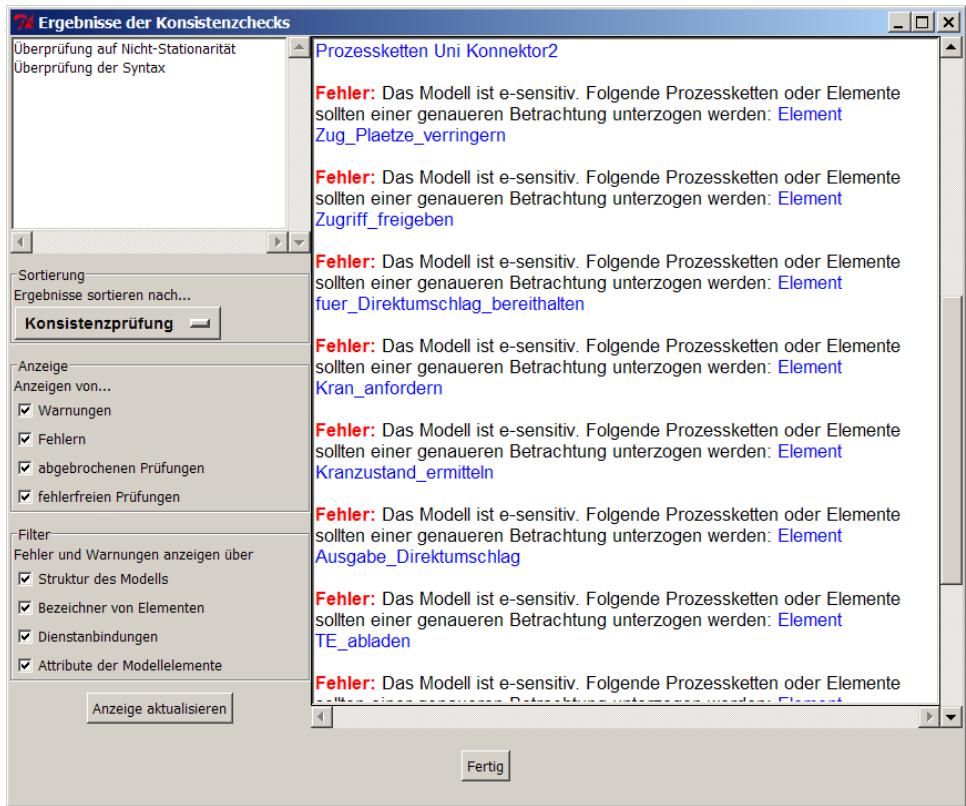 Ergebnisse der Konsistenzchecks
Überprüfung auf Nicht-Stationarität
Überprüfung der Syntax
Sortierung
Ergebnisse sortieren nach...
Konsistenzprüfung
Anzeige
Anzeigen von...
Warnungen
Fehlern
abgebrochenen Prüfungen
fehlerfreien Prüfungen
Filter
Fehler und Warnungen anzeigen über
Struktur des Modells
Bezeichner von Elementen
Dienstanbindungen
Attribute der Modellelemente
Anzeige aktualisieren
Prozessketten Uni Konnektor2
Fehler: Das Modell ist e-sensitiv. Folgende Prozessketten oder Elemente
sollten einer genaueren Betrachtung unterzogen werden: Element
Zug_Plaetze_verringern
Fehler: Das Modell ist e-sensitiv. Folgende Prozessketten oder Elemente
sollten einer genaueren Betrachtung unterzogen werden: Element
Zugriff_freigeben
Fehler: Das Modell ist e-sensitiv. Folgende Prozessketten oder Elemente
sollten einer genaueren Betrachtung unterzogen werden: Element
fuer_Direktumschlag_bereithalten
Fehler: Das Modell ist e-sensitiv. Folgende Prozessketten oder Elemente
sollten einer genaueren Betrachtung unterzogen werden: Element
Kran_anfordern
Fehler: Das Modell ist e-sensitiv. Folgende Prozessketten oder Elemente
sollten einer genaueren Betrachtung unterzogen werden: Element
Kranzustand_ermitteln
Fehler: Das Modell ist e-sensitiv. Folgende Prozessketten oder Elemente
sollten einer genaueren Betrachtung unterzogen werden: Element
Ausgabe_Direktumschlag
Fehler: Das Modell ist e-sensitiv. Folgende Prozessketten oder Elemente
sollten einer genaueren Betrachtung unterzogen werden: Element
TE_abladen
Fehler: Das Modell ist e-sensitiv. Folgende Prozessketten oder Elemente
Fertig